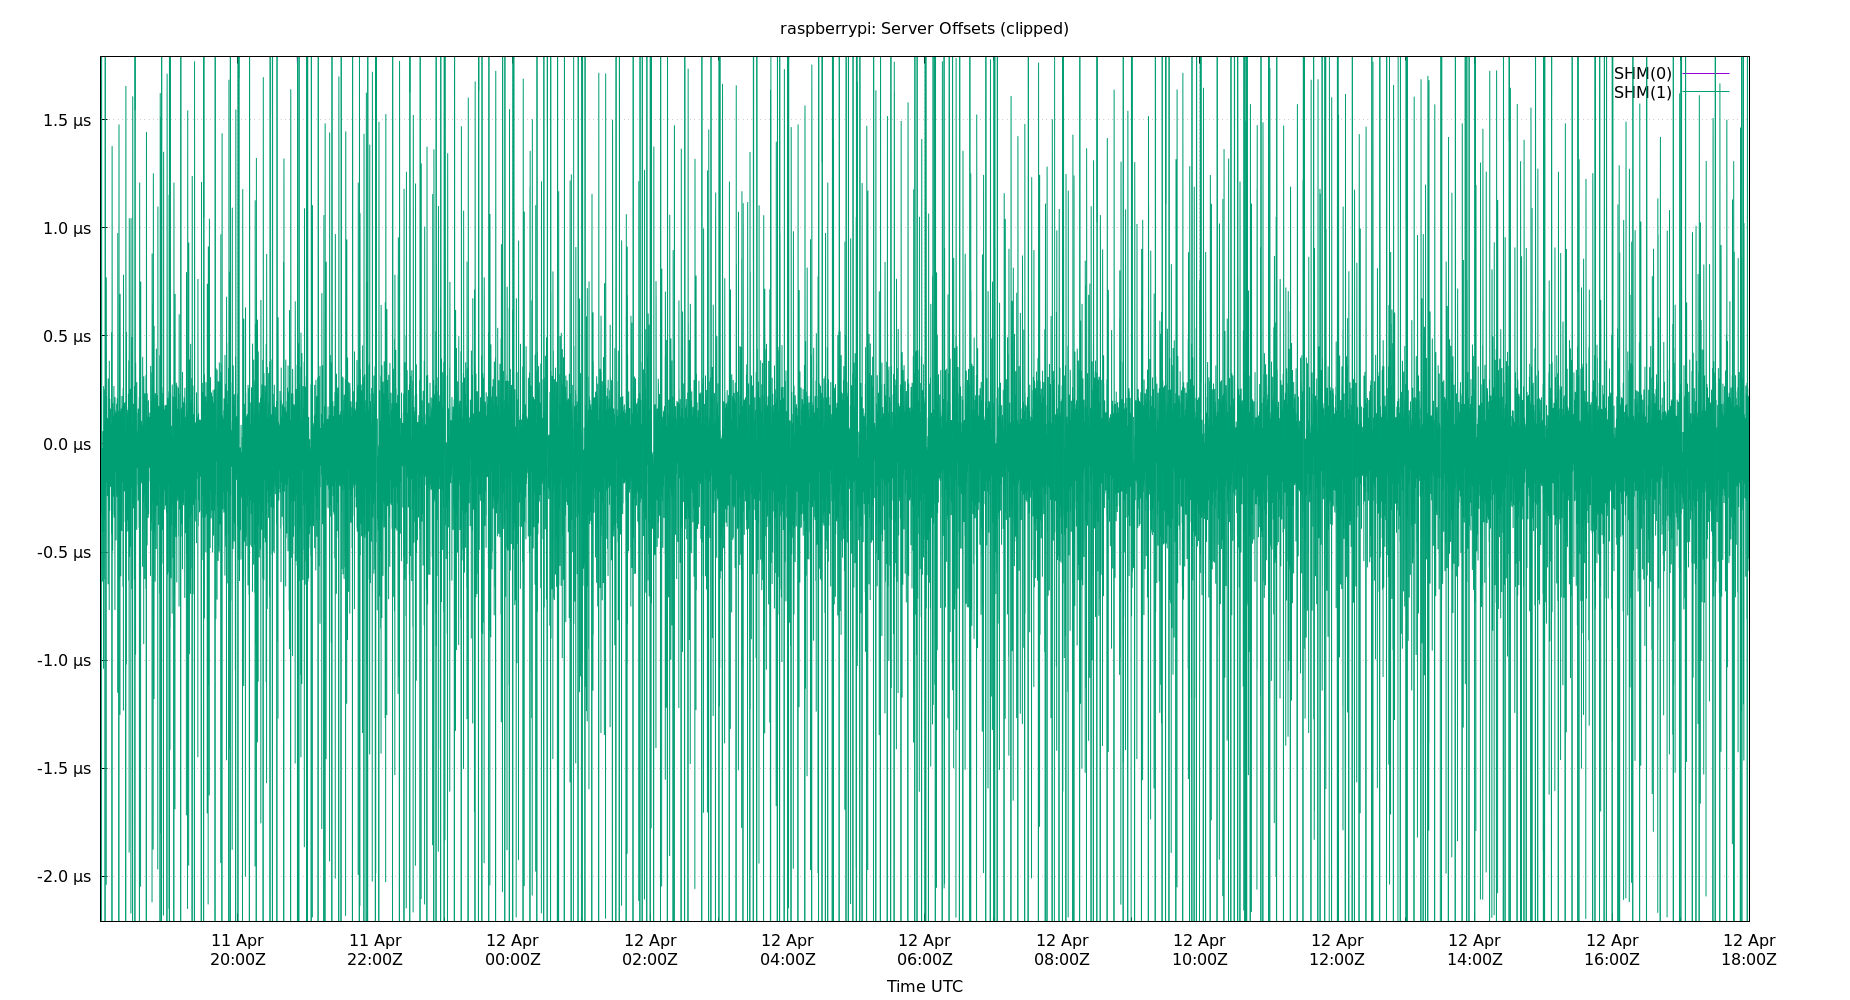 raspberrypi: Server Offsets (clipped)
SHM(0)
SHM(1)
1.5 µs
1.0 µs
0.5 µs
0.0 µs
-0.5 µs
-1.0 µs
-1.5 µs
-2.0 µs
11 Apr 11 Apr 12 Apr 12 Apr 12 Apr 12 Apr 12 Apr 12 Apr 12 Apr 12 Apr 12 Apr 12 Apr
20:00Z 22:00Z 00:00Z 02:00Z 04:00Z 06:00Z 08:00Z 10:00Z 12:00Z 14:00Z 16:00Z 18:00Z
Time UTC